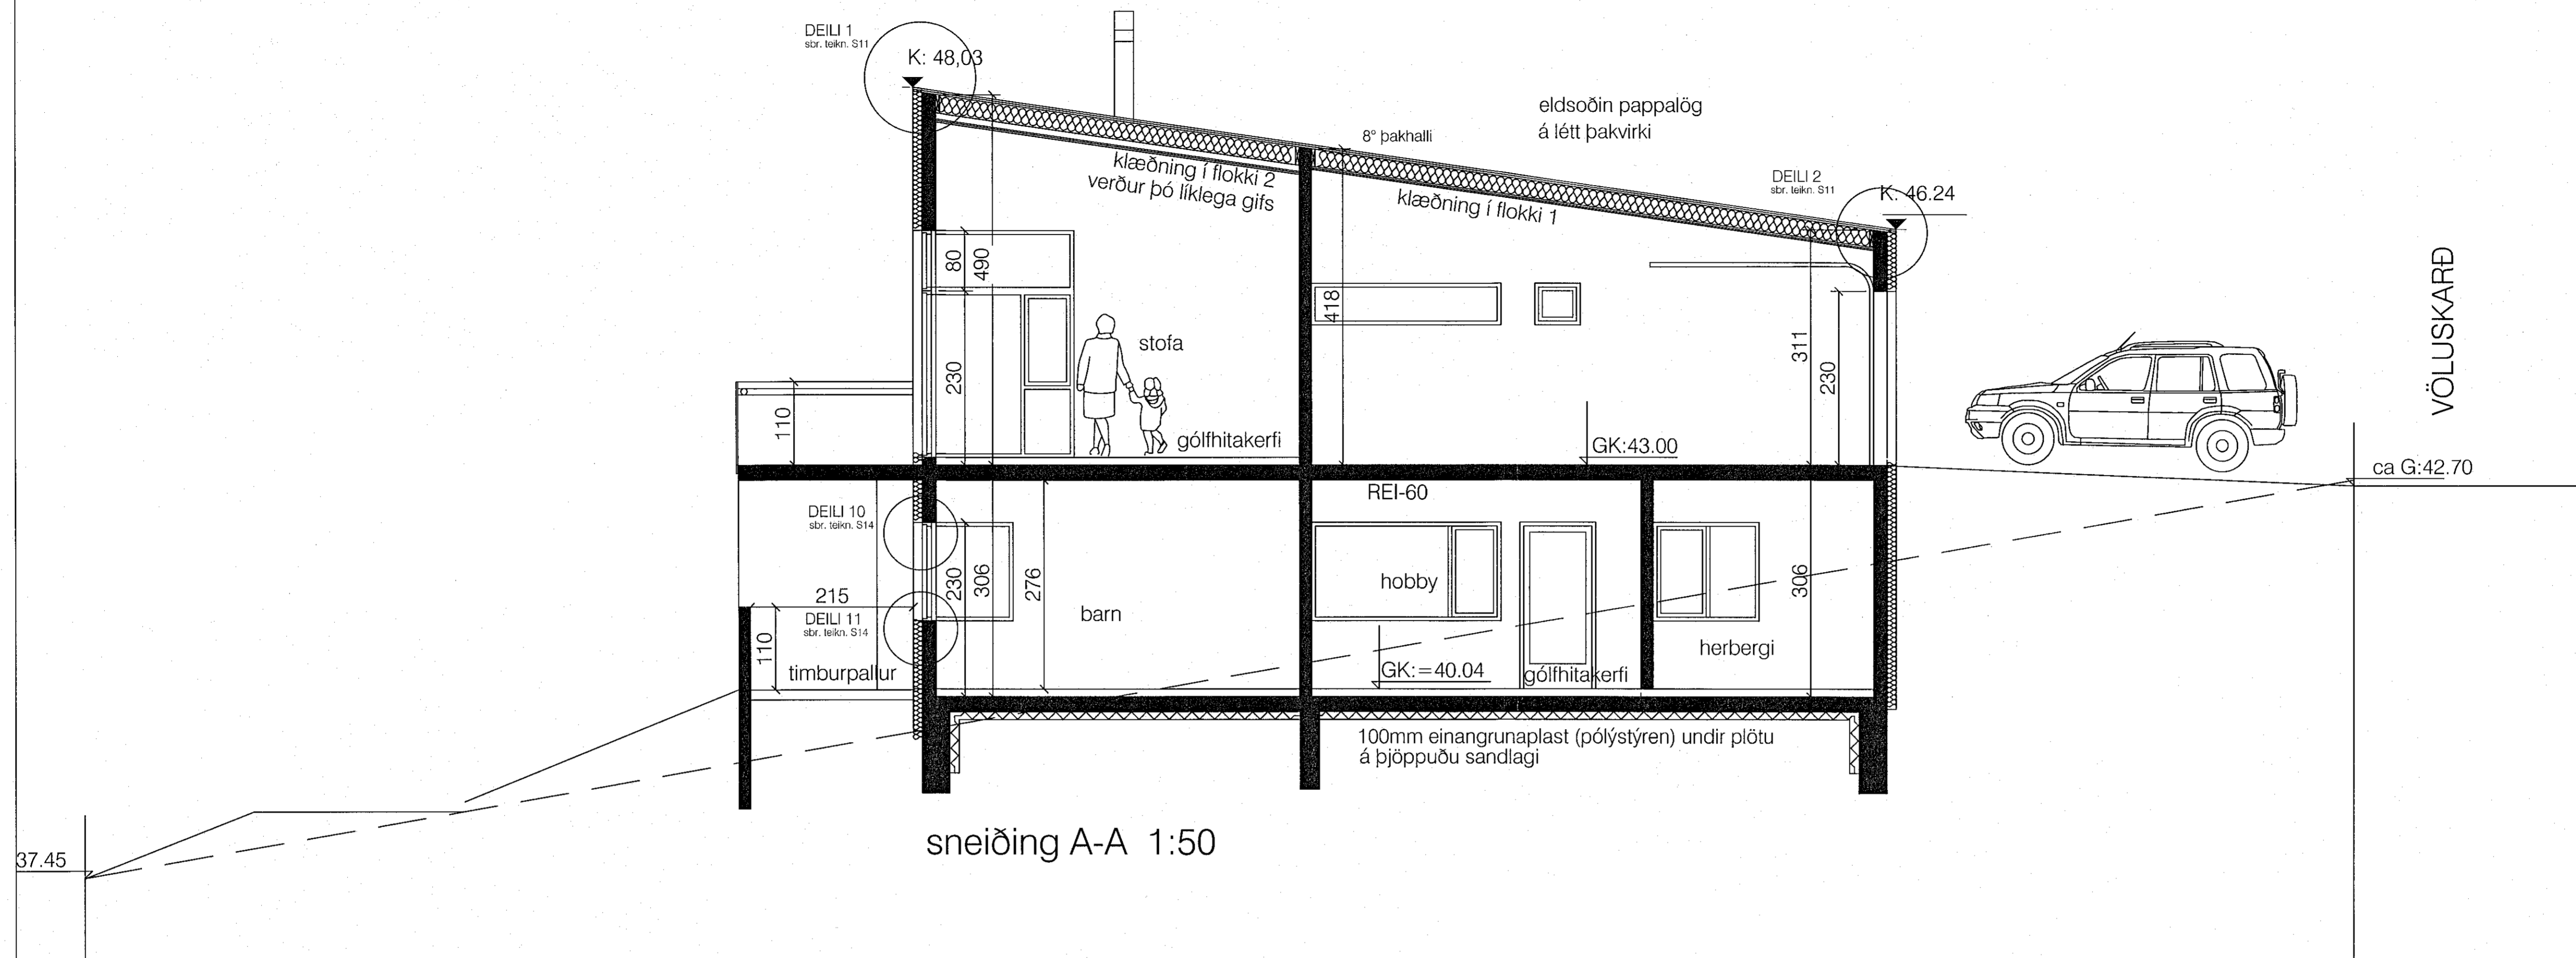 DEILI 1
sbr. teikn. S11
K: 48,03
eldsoðin pappalög
á létt þakvirki
8° þakhalli
klæðning í flokki 2
verður þó líklega gifs
klæðning í flokki 1
DEILI 2
sbr. teikn. S11
K: 46.24
VÖLUSKARÐ
80
490
418
311
230
230
110
stofa
gólfhitakerfi
GK:43.00
ca G:42.70
REI-60
DEILI 10
sbr. teikn. S14
215
DEILI 11
sbr. teikn. S14
110
timburpallur
230
306
276
barn
hobby
306
herbergi
GK:=40.04
gólfhitakerfi
100mm einangrunaplast (pólýstýren) undir plötu
á þjöppuðu sandlagi
sneiðing A-A 1:50
37.45